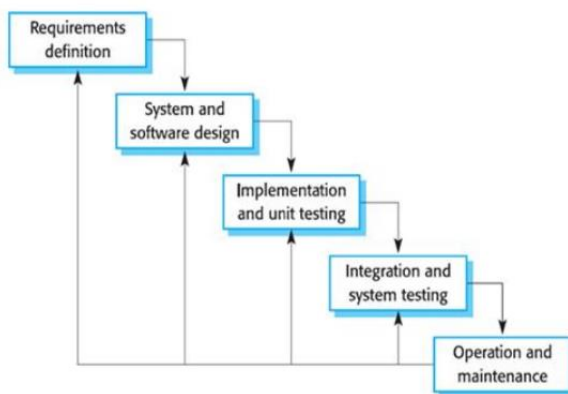 Requirements
definition
System and
software design
Implementation
and unit testing
Integration and
system testing
Operation and
maintenance